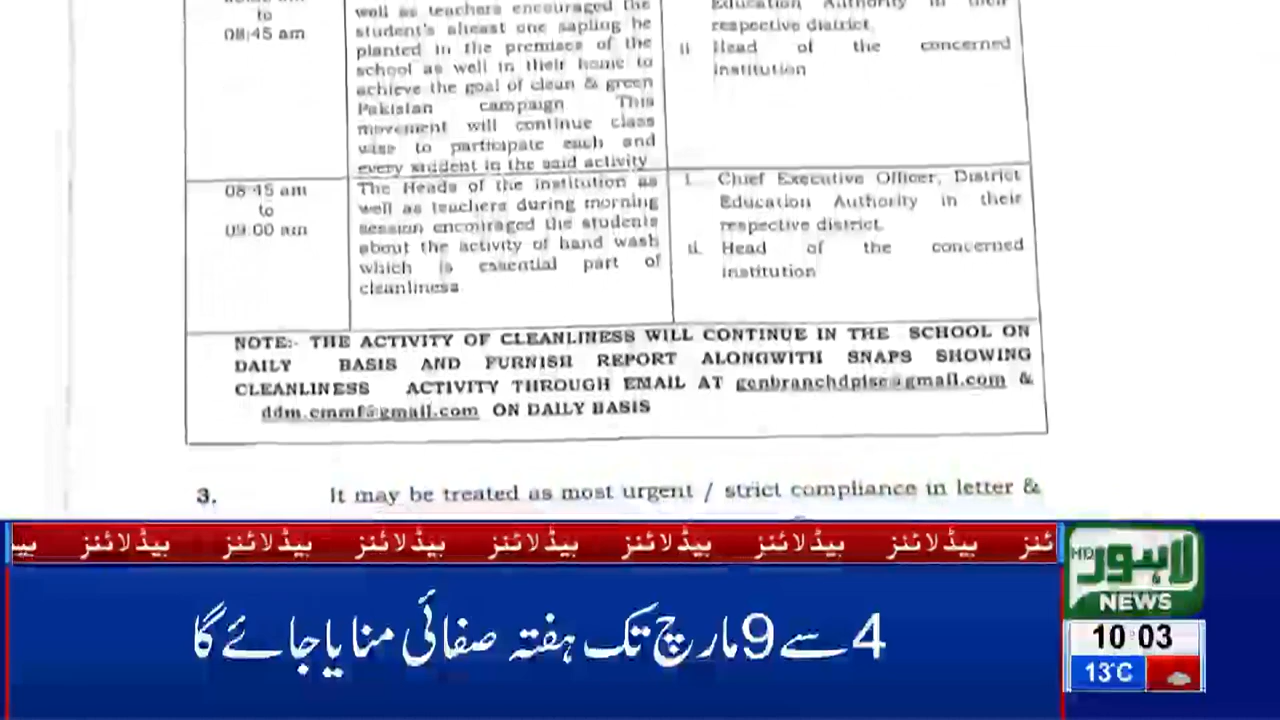 to
08:45 am
well as teachers encouraged the
student's atleast one sapling be
planted in the premises of the
school as well in their home to
achieve the goal of clean & green
Pakistan campaign This
movement will continue class
wise to participate each and
every student in the said activity
Education Authority in their
respective district.
ii Head of the concerned
institution
08:45 am
to
09:00 am
The Heads of the institution as
well as teachers during morning
session encouraged the students
about the activity of hand wash
which is essential part of
cleanliness
i. Chief Executive Officer, District
Education Authority in their
respective district.
ii. Head of the concerned
institution
NOTE:- THE ACTIVITY OF CLEANLINESS WILL CONTINUE IN THE SCHOOL ON
DAILY BASIS AND FURNISH REPORT ALONGWITH SNAPS SHOWING
CLEANLINESS ACTIVITY THROUGH EMAIL AT genbranchdpise@gmail.com &
ddm.cmmf@gmail.com ON DAILY BASIS
3. It may be treated as most urgent / strict compliance in letter &
ہیڈلائنز ہیڈلائنز ہیڈلائنز ہیڈلائنز ہیڈلائنز ہیڈلائنز ہیڈلائنز
4 سے 9 مارچ تک ہفتہ صفائی منایا جائے گا
لاہور
HD
NEWS
10:03
13°C